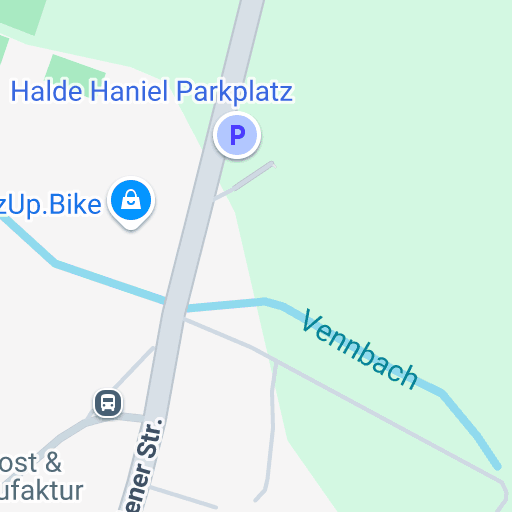 Halde Haniel Parkplatz
P
zUp.Bike
Vennbach
ener Str.
ost &
ufaktur